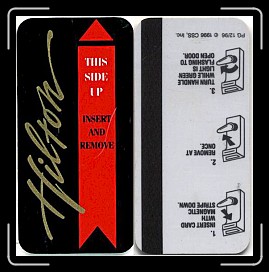 Hilton
THIS
SIDE
UP
INSERT
AND
REMOVE
PG 12/96 © 1996 CBS, Inc.
1.
INSERT CARD
WITH
MAGNETIC
STRIPE DOWN.
2.
REMOVE AT
ONCE.
3.
TURN HANDLE
WHILE GREEN
LIGHT IS
FLASHING TO
OPEN DOOR.